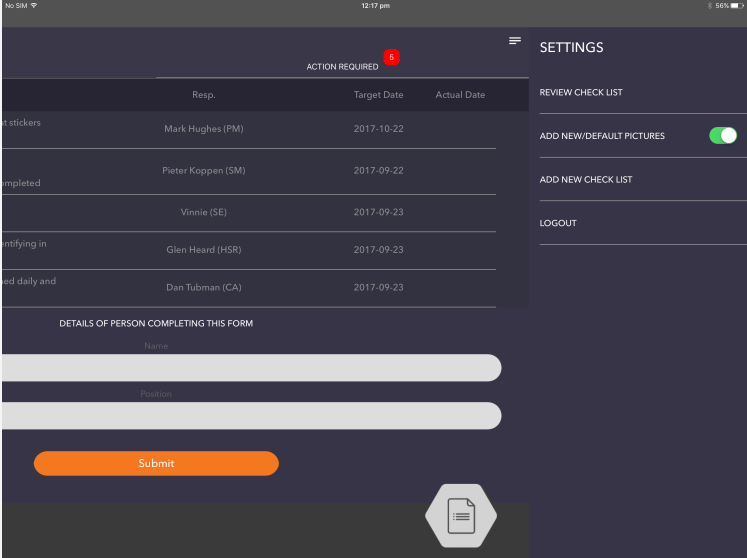 No SIM 12:17 pm 56%
SETTINGS
5
ACTION REQUIRED
REVIEW CHECK LIST
Resp. Target Date Actual Date
at stickers
Mark Hughes (PM) 2017-10-22
ADD NEW/DEFAULT PICTURES
Pieter Koppen (SM) 2017-09-22
ompleted
ADD NEW CHECK LIST
Vinnie (SE) 2017-09-23
LOGOUT
entifying in
Glen Heard (HSR) 2017-09-23
ned daily and
Dan Tubman (CA) 2017-09-23
DETAILS OF PERSON COMPLETING THIS FORM
Name
Position
Submit